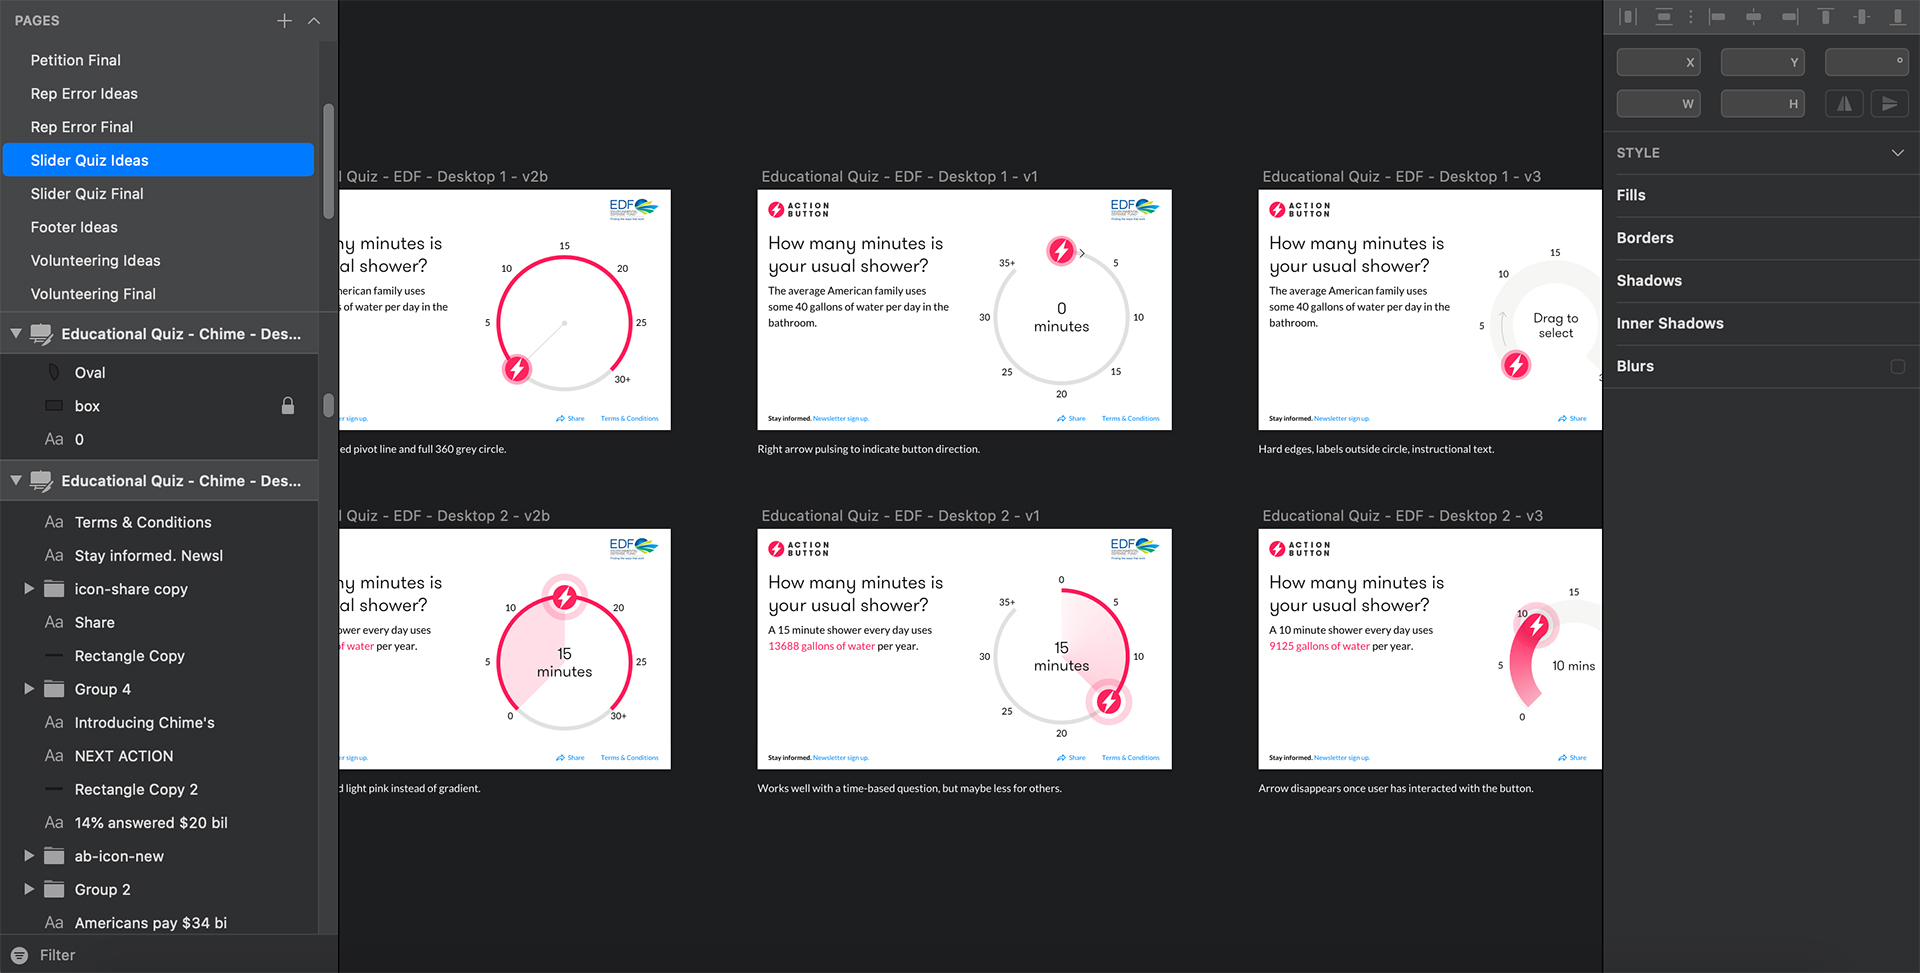 PAGES
Petition Final
Rep Error Ideas
Rep Error Final
Slider Quiz Ideas
Slider Quiz Final
Footer Ideas
Volunteering Ideas
Volunteering Final
Educational Quiz - Chime - Des...
Oval
box
Aa 0
Educational Quiz - Chime - Des...
Aa Terms & Conditions
Aa Stay informed. Newsl
icon-share copy
Aa Share
Rectangle Copy
Group 4
Aa Introducing Chime's
Aa NEXT ACTION
Rectangle Copy 2
Aa 14% answered $20 bil
ab-icon-new
Group 2
Aa Americans pay $34 bi
Filter
l Quiz - EDF - Desktop 1 - v2b
EDF
ny minutes is
al shower?
nerican family uses
s of water per day in the
15
10
20
5
25
30+
er sign up.
Share
Terms & Conditions
ed pivot line and full 360 grey circle.
Educational Quiz - EDF - Desktop 1 - v1
ACTION
BUTTON
EDF
How many minutes is
your usual shower?
The average American family uses
some 40 gallons of water per day in the
bathroom.
35+
5
30
10
25
15
20
0
minutes
Stay informed. Newsletter sign up.
Share
Terms & Conditions
Right arrow pulsing to indicate button direction.
Educational Quiz - EDF - Desktop 1 - v3
ACTION
BUTTON
How many minutes is
your usual shower?
The average American family uses
some 40 gallons of water per day in the
bathroom.
15
10
5
Drag to
select
3
Stay informed. Newsletter sign up.
Share
Hard edges, labels outside circle, instructional text.
l Quiz - EDF - Desktop 2 - v2b
EDF
ny minutes is
al shower?
ower every day uses
of water per year.
10
20
5
25
0
30+
15
minutes
er sign up.
Share
Terms & Conditions
d light pink instead of gradient.
Educational Quiz - EDF - Desktop 2 - v1
ACTION
BUTTON
EDF
How many minutes is
your usual shower?
A 15 minute shower every day uses
13688 gallons of water per year.
0
35+
5
30
10
25
20
15
minutes
Stay informed. Newsletter sign up.
Share
Terms & Conditions
Works well with a time-based question, but maybe less for others.
Educational Quiz - EDF - Desktop 2 - v3
ACTION
BUTTON
How many minutes is
your usual shower?
A 10 minute shower every day uses
9125 gallons of water per year.
15
10
5
10 mins
0
Stay informed. Newsletter sign up.
Share
Arrow disappears once user has interacted with the button.
X
Y
°
W
H
STYLE
Fills
Borders
Shadows
Inner Shadows
Blurs